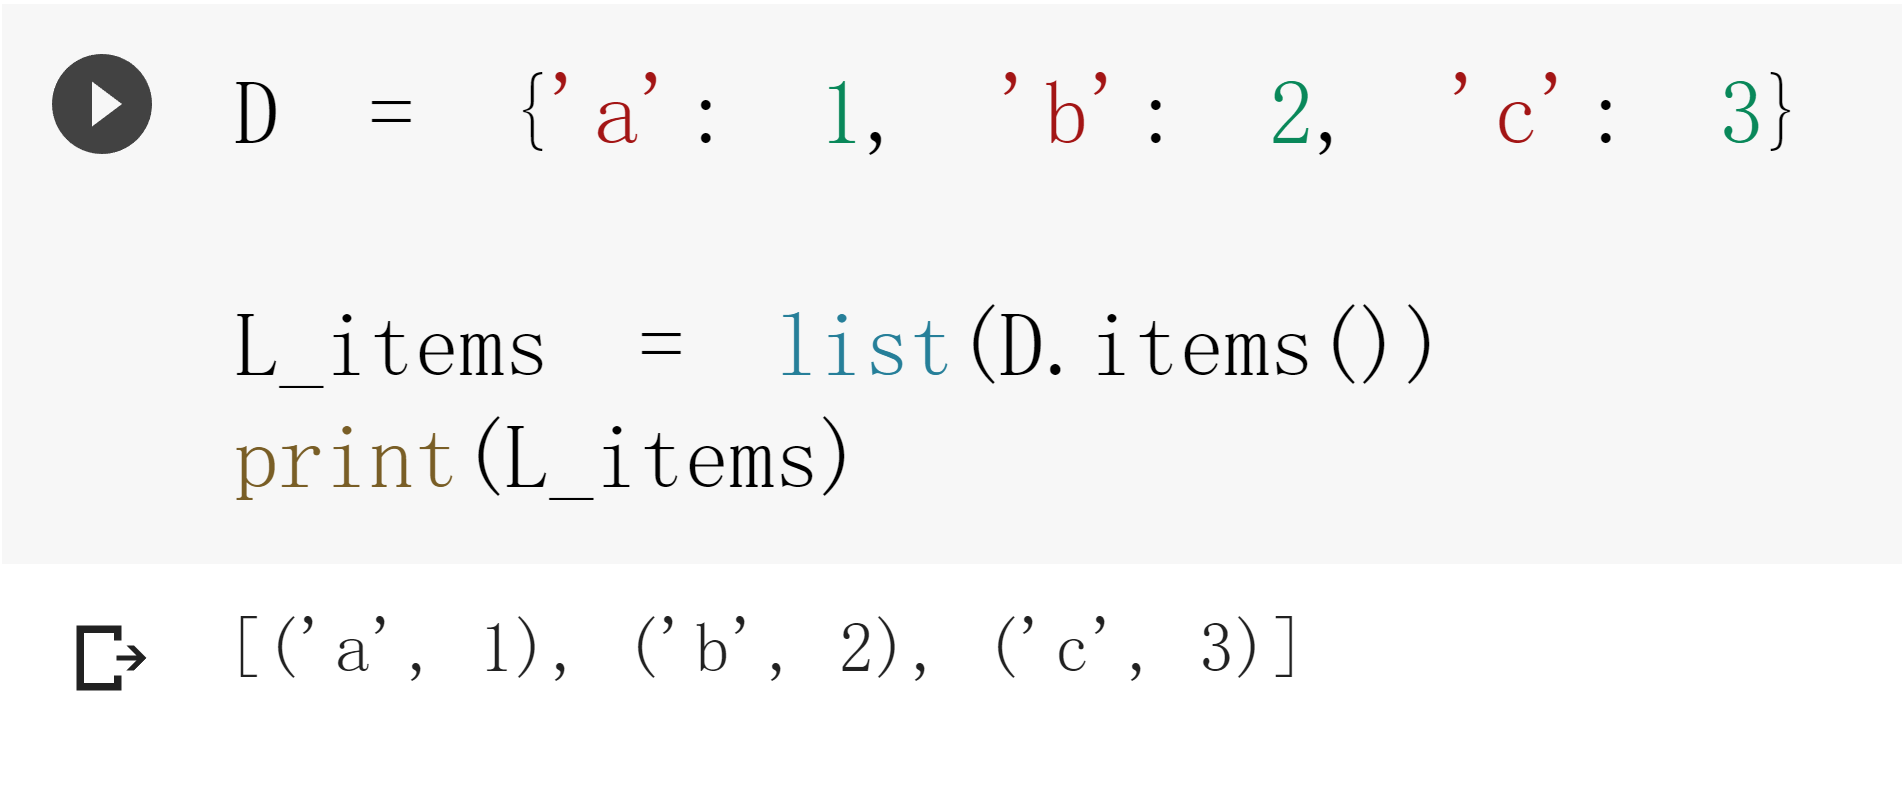 D = {'a': 1, 'b': 2, 'c': 3}
L_items = list(D.items())
print(L_items)
[('a', 1), ('b', 2), ('c', 3)]